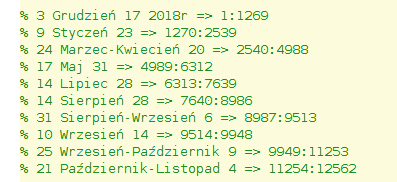 % 3 Grudzień 17 2018r => 1:1269
% 9 Styczeń 23 => 1270:2539
% 24 Marzec-Kwiecień 20 => 2540:4988
% 17 Maj 31 => 4989:6312
% 14 Lipiec 28 => 6313:7639
% 14 Sierpień 28 => 7640:8986
% 31 Sierpień-Wrzesień 6 => 8987:9513
% 10 Wrzesień 14 => 9514:9948
% 25 Wrzesień-Październik 9 => 9949:11253
% 21 Październik-Listopad 4 => 11254:12562